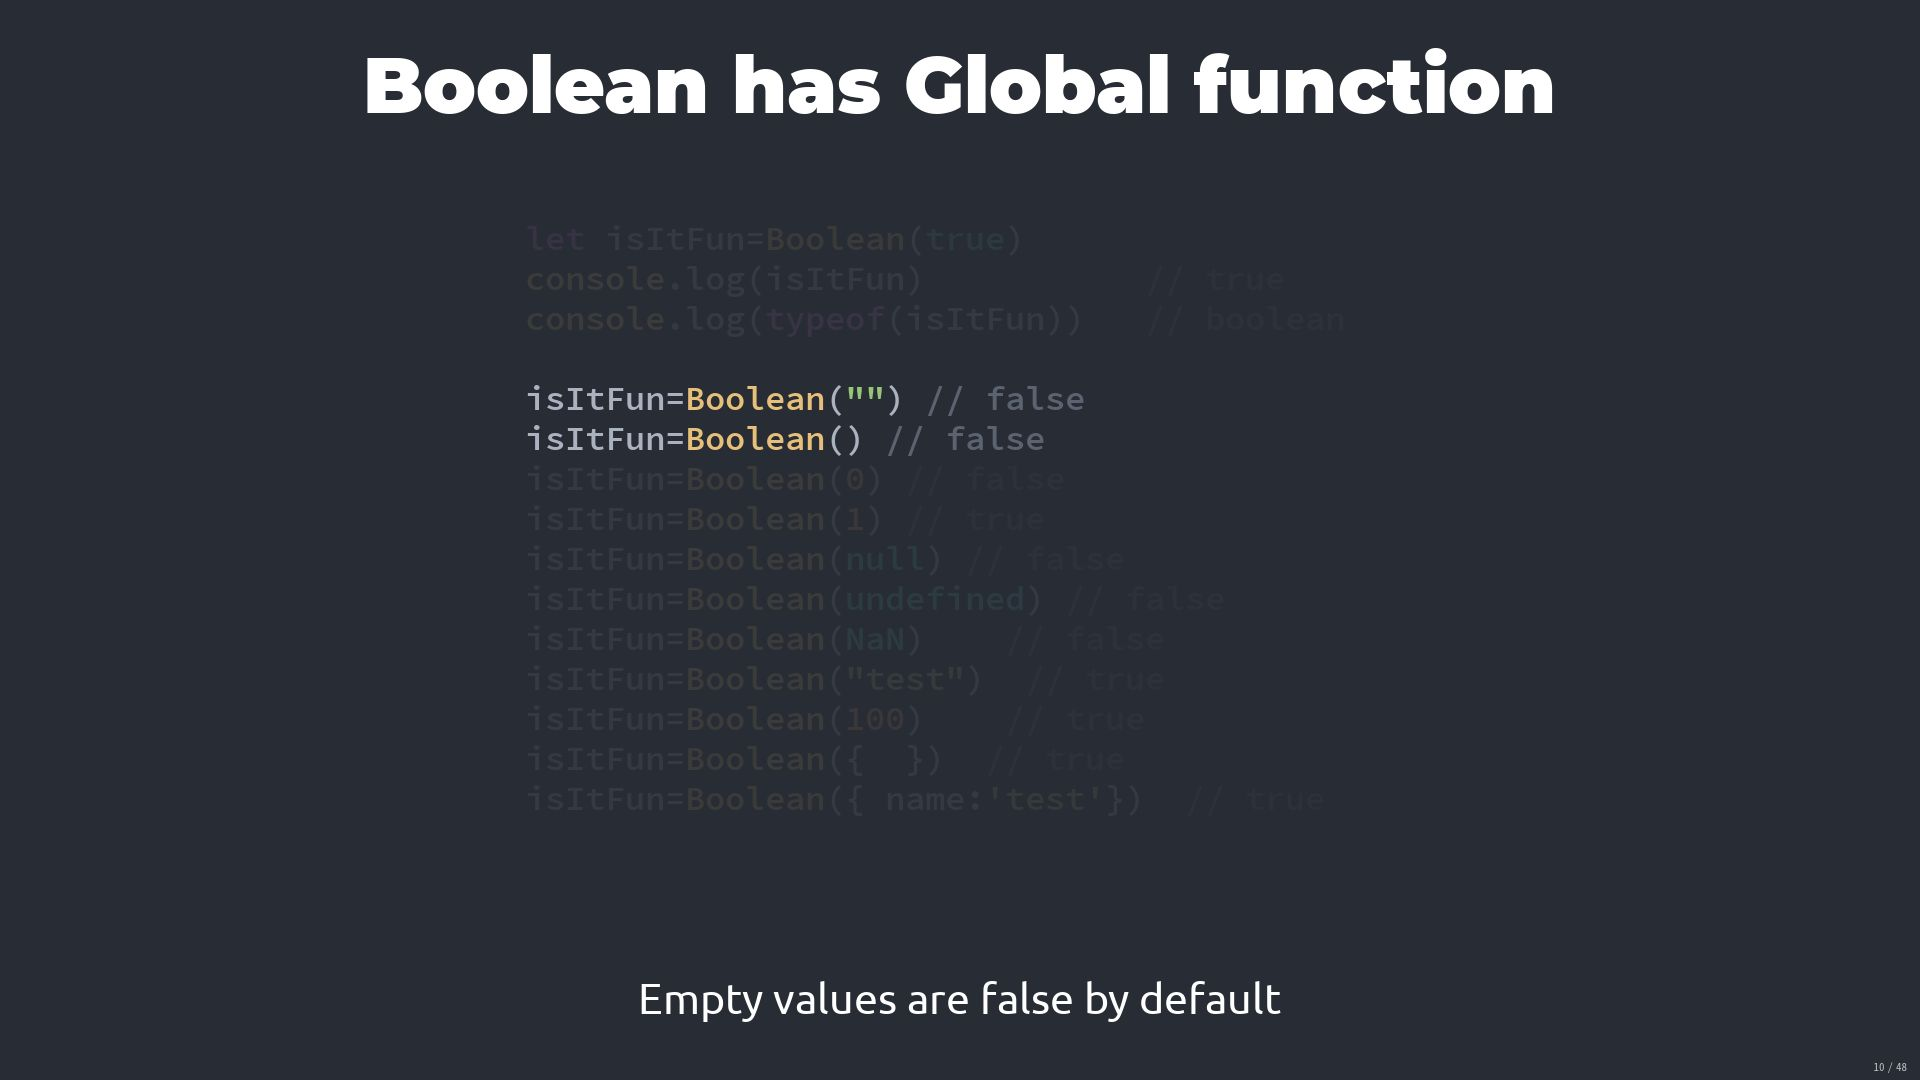 Boolean has Global function
let isItFun=Boolean(true)
console.log(isItFun) // true
console.log(typeof(isItFun)) // boolean
isItFun=Boolean("") // false
isItFun=Boolean() // false
isItFun=Boolean(0) // false
isItFun=Boolean(1) // true
isItFun=Boolean(null) // false
isItFun=Boolean(undefined) // false
isItFun=Boolean(NaN) // false
isItFun=Boolean("test") // true
isItFun=Boolean(100) // true
isItFun=Boolean({  }) // true
isItFun=Boolean({ name:'test'}) // true
Empty values are false by default
10 / 48